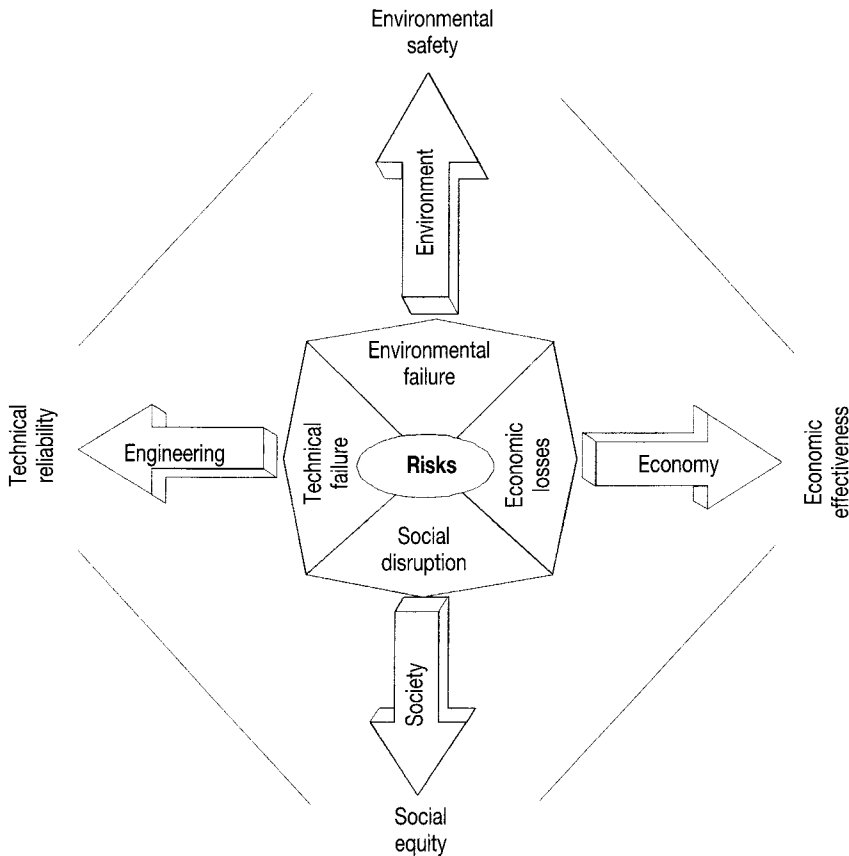 Environmental
safety
Environment
Environmental
failure
Technical
reliability
Engineering
Technical
failure
Risks
Economic
losses
Economy
Economic
effectiveness
Social
disruption
Society
Social
equity